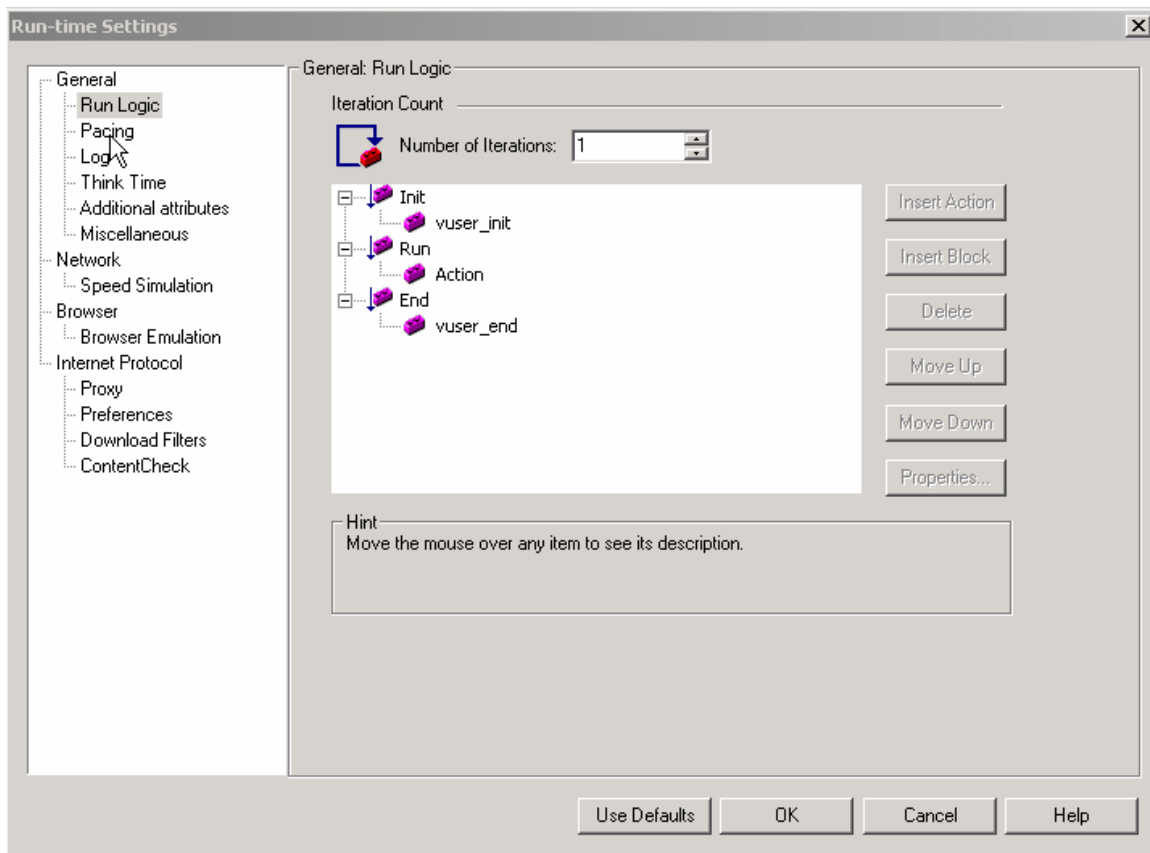 Run-time Settings
General
Run Logic
Pacing
Log
Think Time
Additional attributes
Miscellaneous
Network
Speed Simulation
Browser
Browser Emulation
Internet Protocol
Proxy
Preferences
Download Filters
ContentCheck
General: Run Logic
Iteration Count
Number of Iterations: 1
Init
vuser_init
Run
Action
End
vuser_end
Insert Action
Insert Block
Delete
Move Up
Move Down
Properties...
Hint
Move the mouse over any item to see its description.
Use Defaults OK Cancel Help